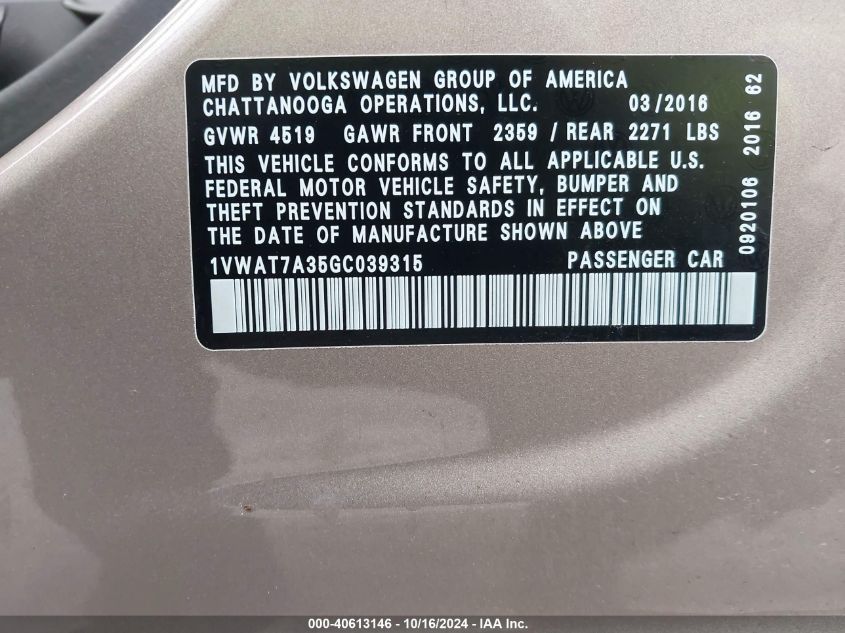 MFD BY VOLKSWAGEN GROUP OF AMERICA
CHATTANOOGA OPERATIONS, LLC. 03/2016
GVWR 4519 GAWR FRONT 2359 / REAR 2271 LBS
THIS VEHICLE CONFORMS TO ALL APPLICABLE U.S.
FEDERAL MOTOR VEHICLE SAFETY, BUMPER AND
THEFT PREVENTION STANDARDS IN EFFECT ON
THE DATE OF MANUFACTURE SHOWN ABOVE
1VWAT7A35GC039315 PASSENGER CAR
0920106 2016 62
000-40613146 - 10/16/2024 - IAA Inc.